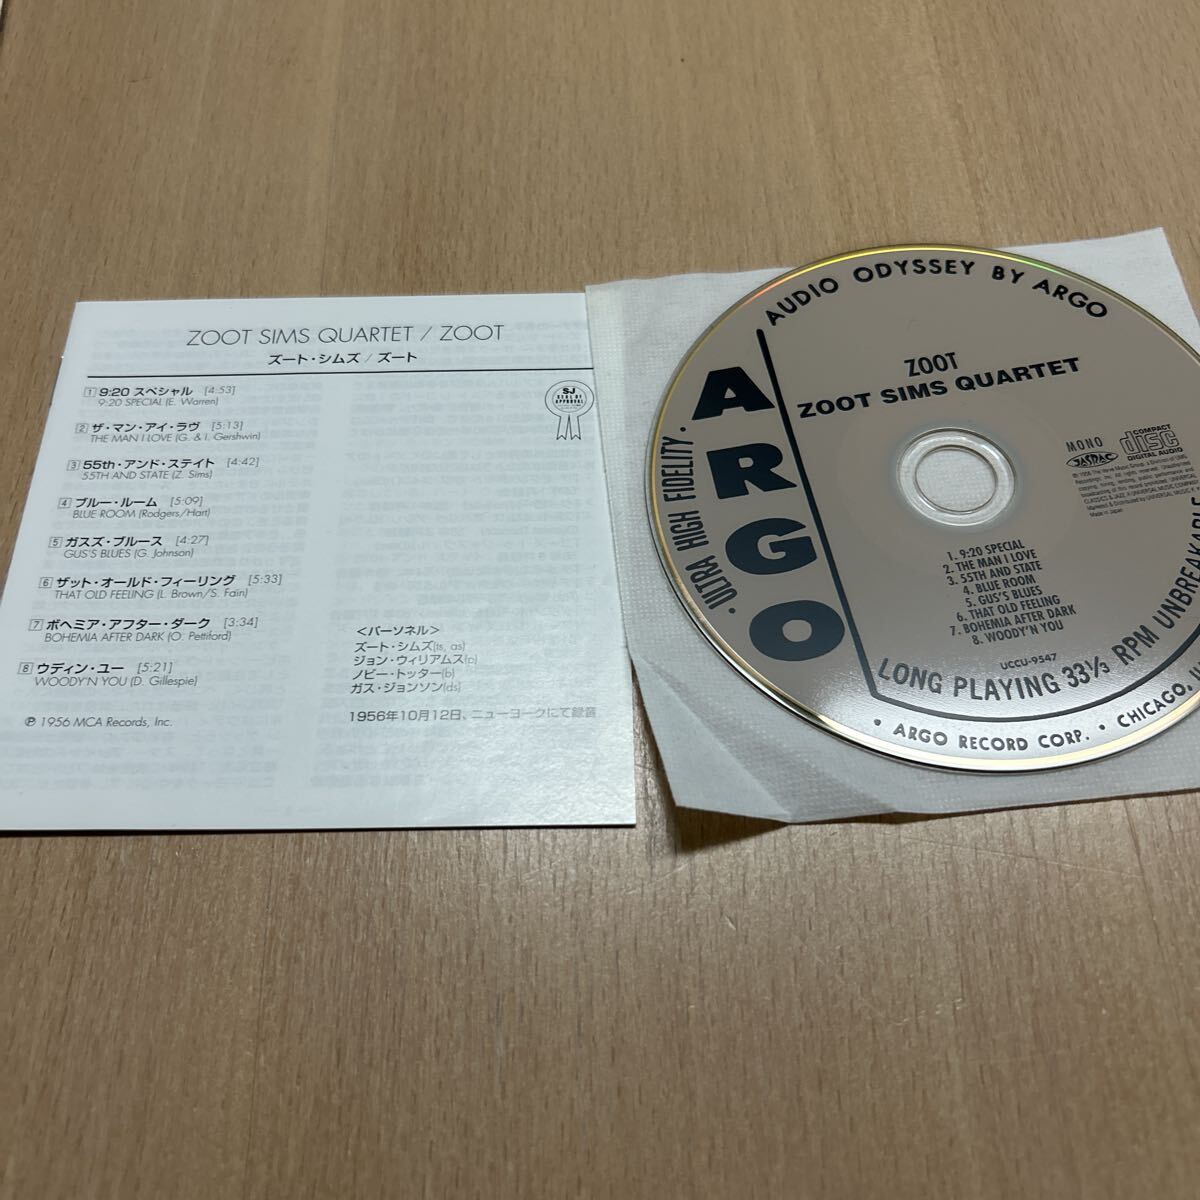 ZOOT SIMS QUARTET / ZOOT
ズート・シムズ / ズート
SJ
SEAL OF
APPROVAL
1 9:20 スペシャル [4:53]
9:20 SPECIAL (E. Warren)
2 ザ・マン・アイ・ラヴ [5:13]
THE MAN I LOVE (G. & I. Gershwin)
3 55th・アンド・ステイト [4:42]
55TH AND STATE (Z. Sims)
4 ブルー・ルーム [5:09]
BLUE ROOM (Rodgers/Hart)
5 ガスズ・ブルース [4:27]
GUS'S BLUES (G. Johnson)
6 ザット・オールド・フィーリング [5:33]
THAT OLD FEELING (L. Brown/S. Fain)
7 ボヘミア・アフター・ダーク [3:34]
BOHEMIA AFTER DARK (O. Pettiford)
8 ウディン・ユー [5:21]
WOODY'N YOU (D. Gillespie)
℗ 1956 MCA Records, Inc.
<パーソネル>
ズート・シムズ(ts, as)
ジョン・ウィリアムス(p)
ノビー・トッター(b)
ガス・ジョンソン(ds)
1956年10月12日、ニューヨークにて録音
AUDIO ODYSSEY BY ARGO
ZOOT
ZOOT SIMS QUARTET
ARGO
• ULTRA HIGH FIDELITY •
MONO
JASRAC
COMPACT
disc
DIGITAL AUDIO
Made in Japan
1. 9:20 SPECIAL
2. THE MAN I LOVE
3. 55TH AND STATE
4. BLUE ROOM
5. GUS'S BLUES
6. THAT OLD FEELING
7. BOHEMIA AFTER DARK
8. WOODY'N YOU
UCCU-9547
LONG PLAYING 33⅓ RPM UNBREAKABLE
• ARGO RECORD CORP. • CHICAGO,